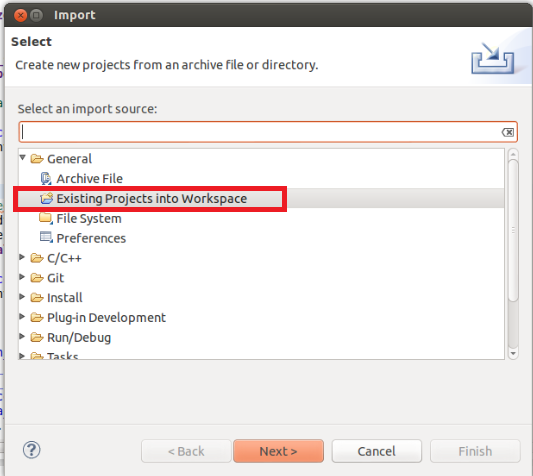 Import
Select
Create new projects from an archive file or directory.
Select an import source:
General
Archive File
Existing Projects into Workspace
File System
Preferences
C/C++
Git
Install
Plug-in Development
Run/Debug
Tasks
< Back
Next >
Cancel
Finish